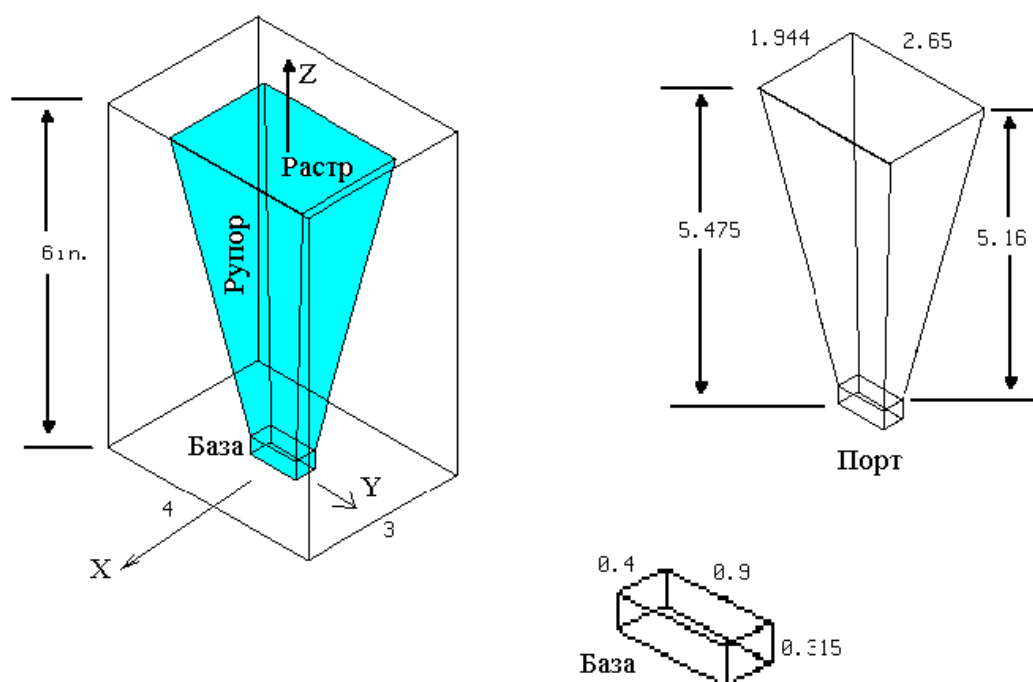 Z
Растр
Рупор
6in.
База
Y
X
4
3
1.944
2.65
5.475
5.16
Порт
0.4
0.9
0.315
База